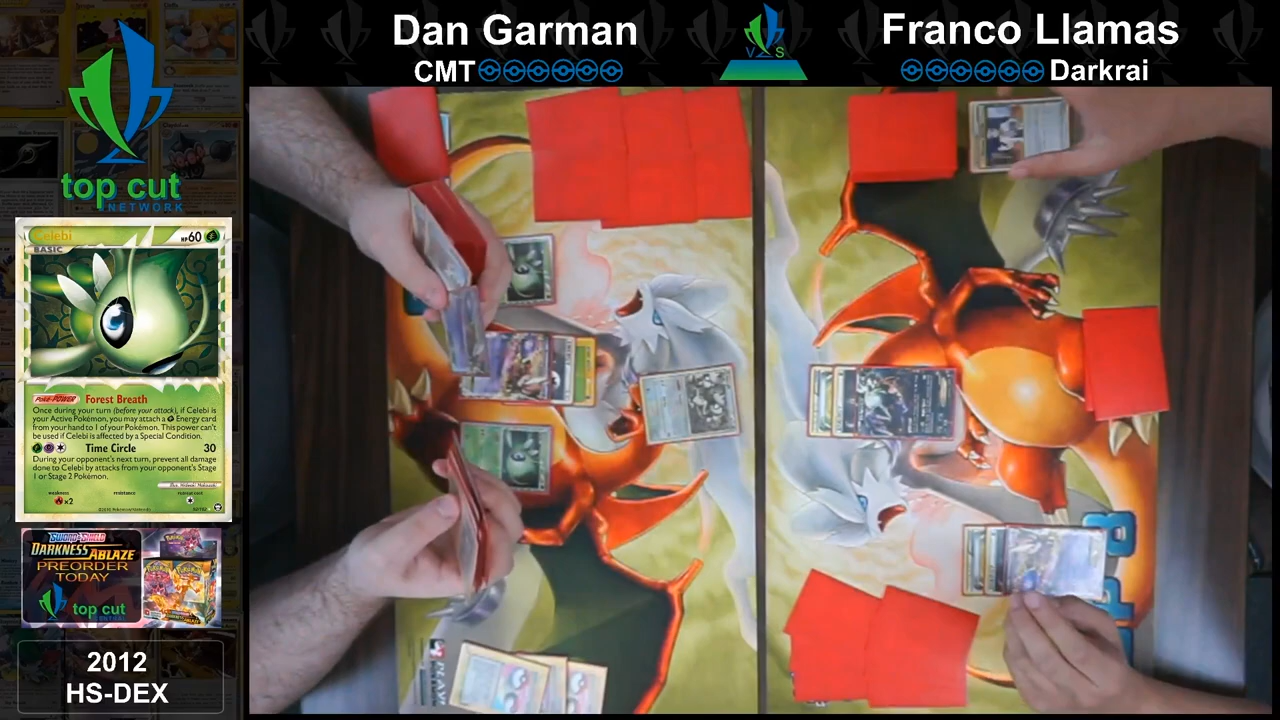 Dan Garman
CMT
V S
Franco Llamas
Darkrai
top cut
NETWORK
Celebi
HP60
BASIC
Forest Breath
Once during your turn (before your attack), if Celebi is
your Active Pokémon, you may attach a Energy card
from your hand to 1 of your Pokémon. This power can't
be used if Celebi is affected by a Special Condition.
Time Circle 30
During your opponent's next turn, prevent all damage
done to Celebi by attacks from your opponent's Stage
1 or Stage 2 Pokémon.
weakness resistance retreat cost
x2
SWORD & SHIELD
DARKNESS ABLAZE
PREORDER
TODAY
top cut
CENTRAL
2012
HS-DEX